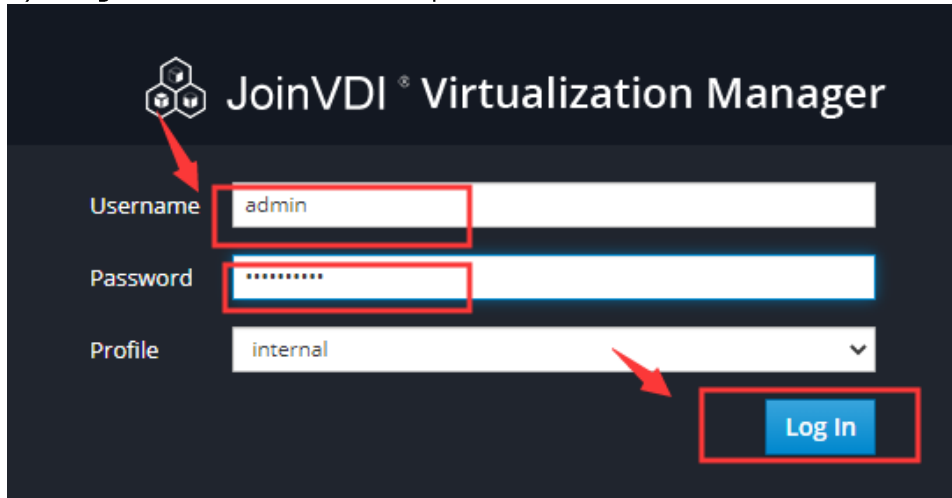 JoinVDI ® Virtualization Manager
Username admin
Password ••••••••••
Profile internal
Log In